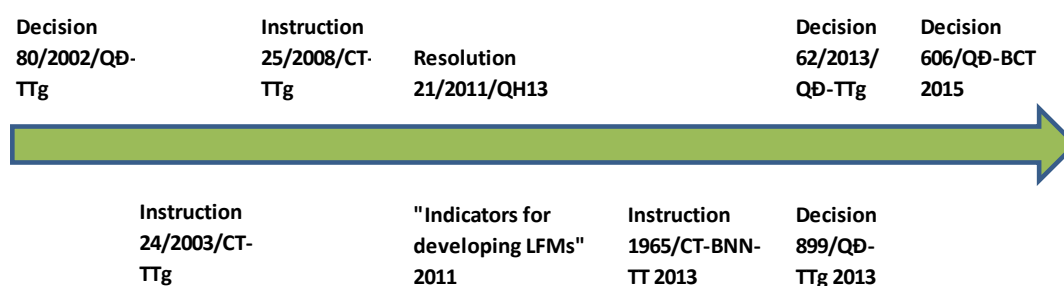 Decision
80/2002/QĐ-
TTg
Instruction
25/2008/CT-
TTg
Resolution
21/2011/QH13
Decision
62/2013/
QĐ-TTg
Decision
606/QĐ-BCT
2015
Instruction
24/2003/CT-
TTg
"Indicators for
developing LFMs"
2011
Instruction
1965/CT-BNN-
TT 2013
Decision
899/QĐ-
TTg 2013